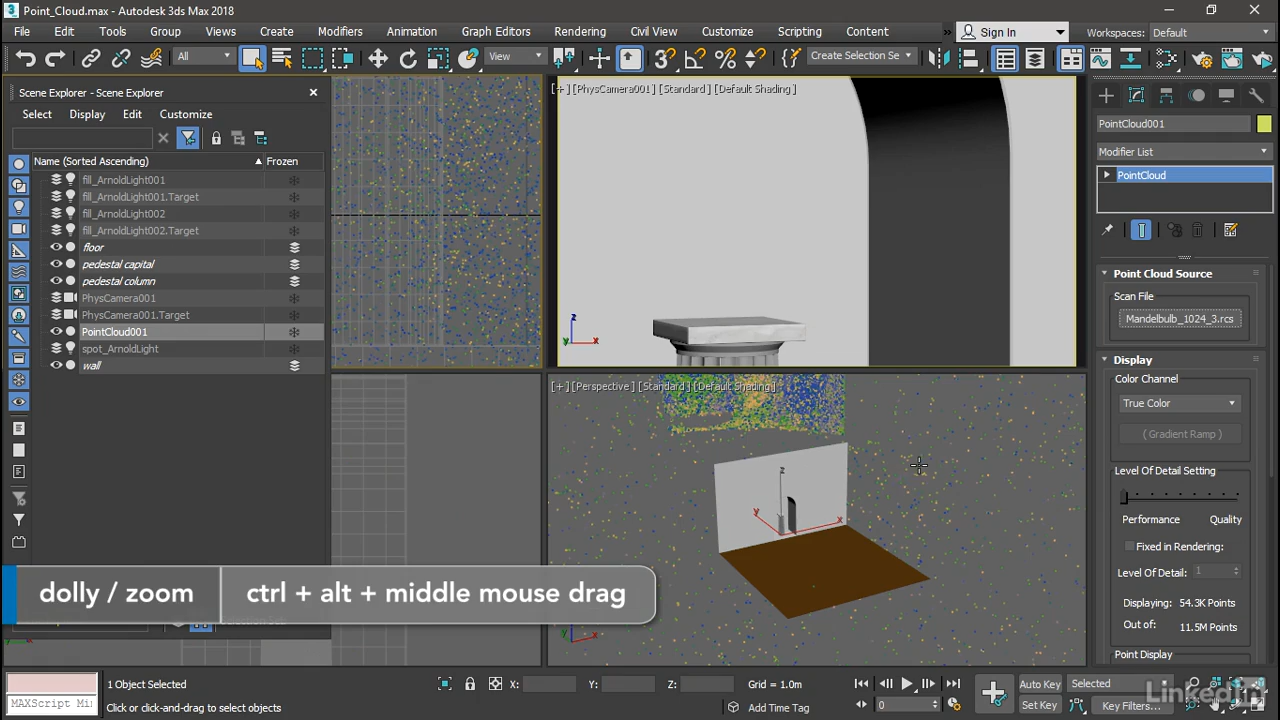 Point_Cloud.max - Autodesk 3ds Max 2018
File Edit Tools Group Views Create Modifiers Animation Graph Editors Rendering Civil View Customize Scripting Content » Sign In Workspaces: Default
All View Create Selection Se
Scene Explorer - Scene Explorer
Select Display Edit Customize
Name (Sorted Ascending) Frozen
fill_ArnoldLight001
fill_ArnoldLight001.Target
fill_ArnoldLight002
fill_ArnoldLight002.Target
floor
pedestal capital
pedestal column
PhysCamera001
PhysCamera001.Target
PointCloud001
spot_ArnoldLight
wall
[+] [PhysCamera001] [Standard] [Default Shading]
z
y x
[+] [Perspective] [Standard] [Default Shading]
z
y x
PointCloud001
Modifier List
PointCloud
Point Cloud Source
Scan File
Mandelbulb_1024_3.rcs
Display
Color Channel
True Color
( Gradient Ramp )
Level Of Detail Setting
Performance Quality
Fixed in Rendering:
Level Of Detail: 1
Displaying: 54.3K Points
Out of: 11.5M Points
Point Display
dolly / zoom ctrl + alt + middle mouse drag
1 Object Selected X: Y: Z: Grid = 1.0m Auto Key Selected
MAXScript Mi Click or click-and-drag to select objects Add Time Tag 0 Set Key Key Filters...
LinkedIn